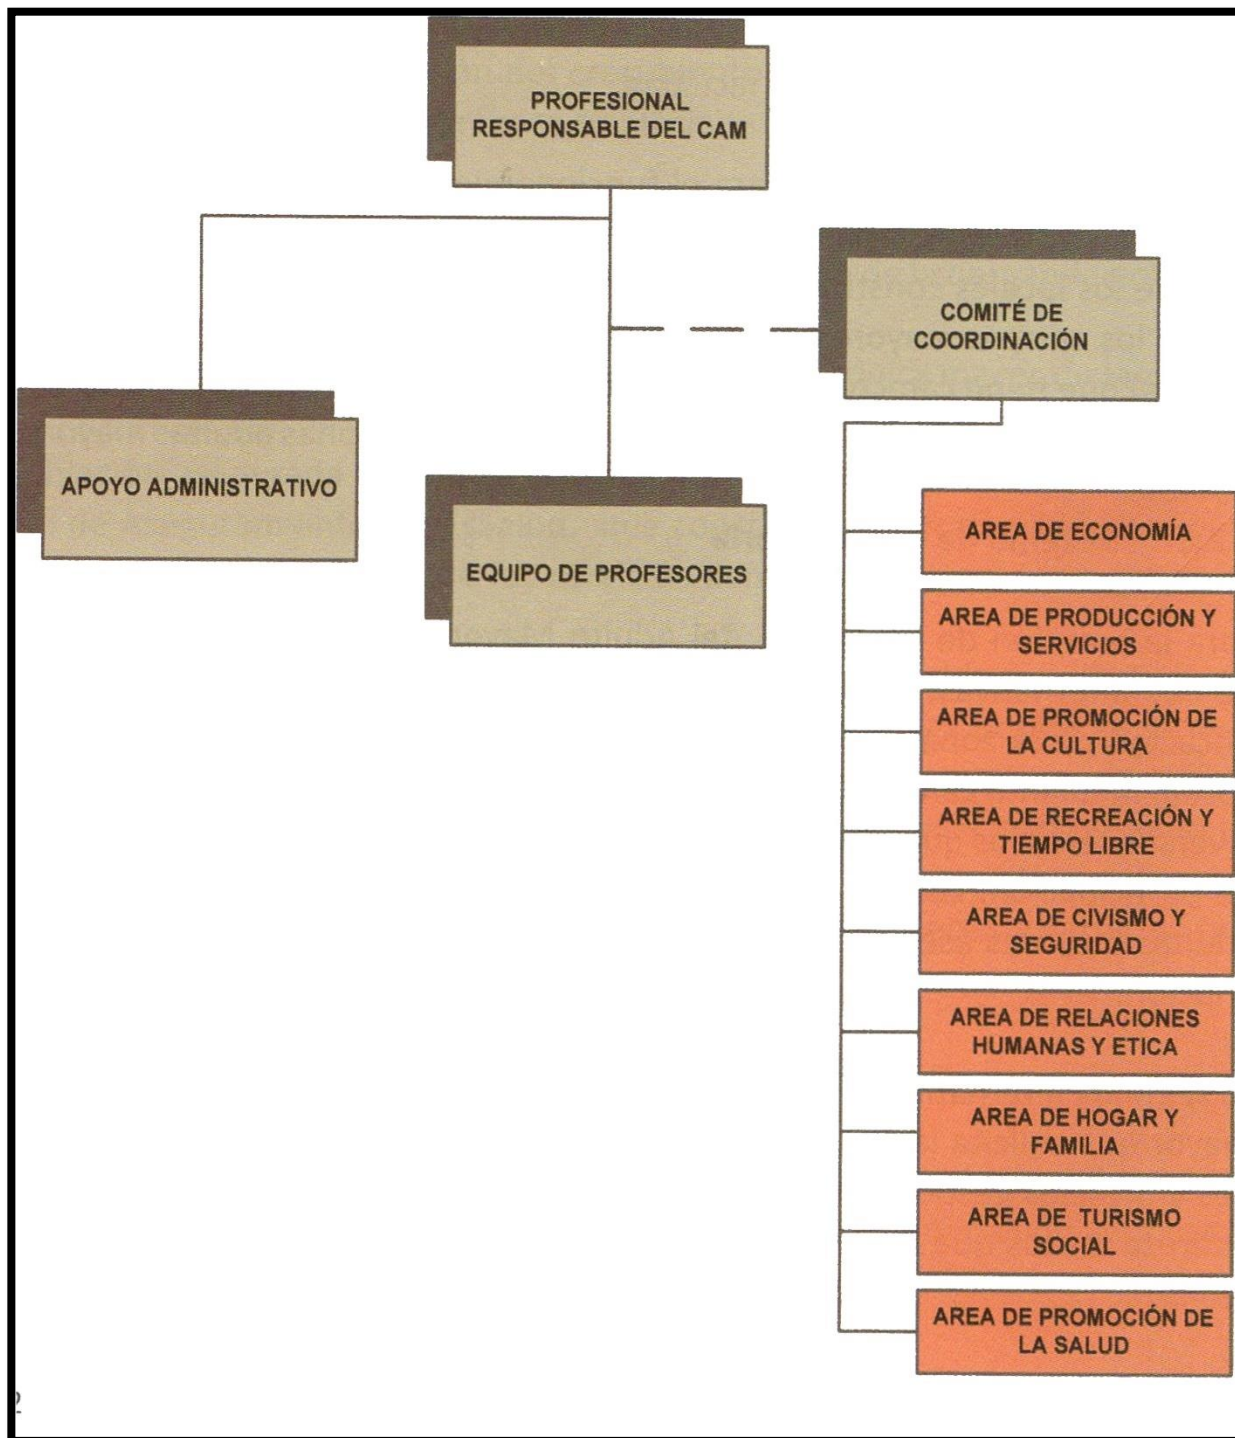 PROFESIONAL
RESPONSABLE DEL CAM
COMITÉ DE
COORDINACIÓN
APOYO ADMINISTRATIVO
EQUIPO DE PROFESORES
AREA DE ECONOMÍA
AREA DE PRODUCCIÓN Y
SERVICIOS
AREA DE PROMOCIÓN DE
LA CULTURA
AREA DE RECREACIÓN Y
TIEMPO LIBRE
AREA DE CIVISMO Y
SEGURIDAD
AREA DE RELACIONES
HUMANAS Y ETICA
AREA DE HOGAR Y
FAMILIA
AREA DE TURISMO
SOCIAL
AREA DE PROMOCIÓN DE
LA SALUD